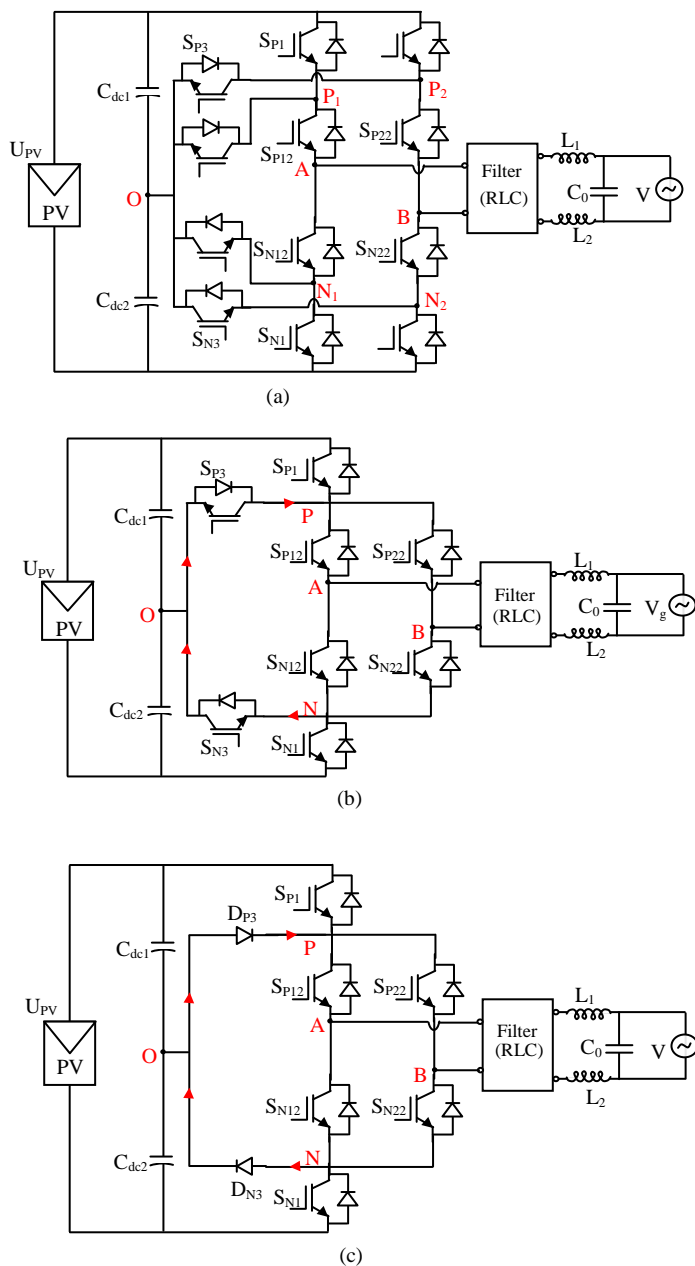 S_P1
S_P3
C_dc1
P_2
P_1
S_P12
S_P22
U_PV
A
Filter
(RLC)
L_1
PV
O
C_0
V
B
L_2
S_N12
S_N22
C_dc2
N_1
N_2
S_N3
S_N1
(a)
S_P3
S_P1
C_dc1
P
S_P12
S_P22
U_PV
A
Filter
(RLC)
L_1
PV
O
C_0
V_g
B
L_2
S_N12
S_N22
C_dc2
N
S_N3
S_N1
(b)
S_P1
D_P3
C_dc1
P
S_P12
S_P22
U_PV
A
Filter
(RLC)
L_1
PV
O
C_0
V
B
L_2
S_N12
S_N22
C_dc2
N
D_N3
S_N1
(c)